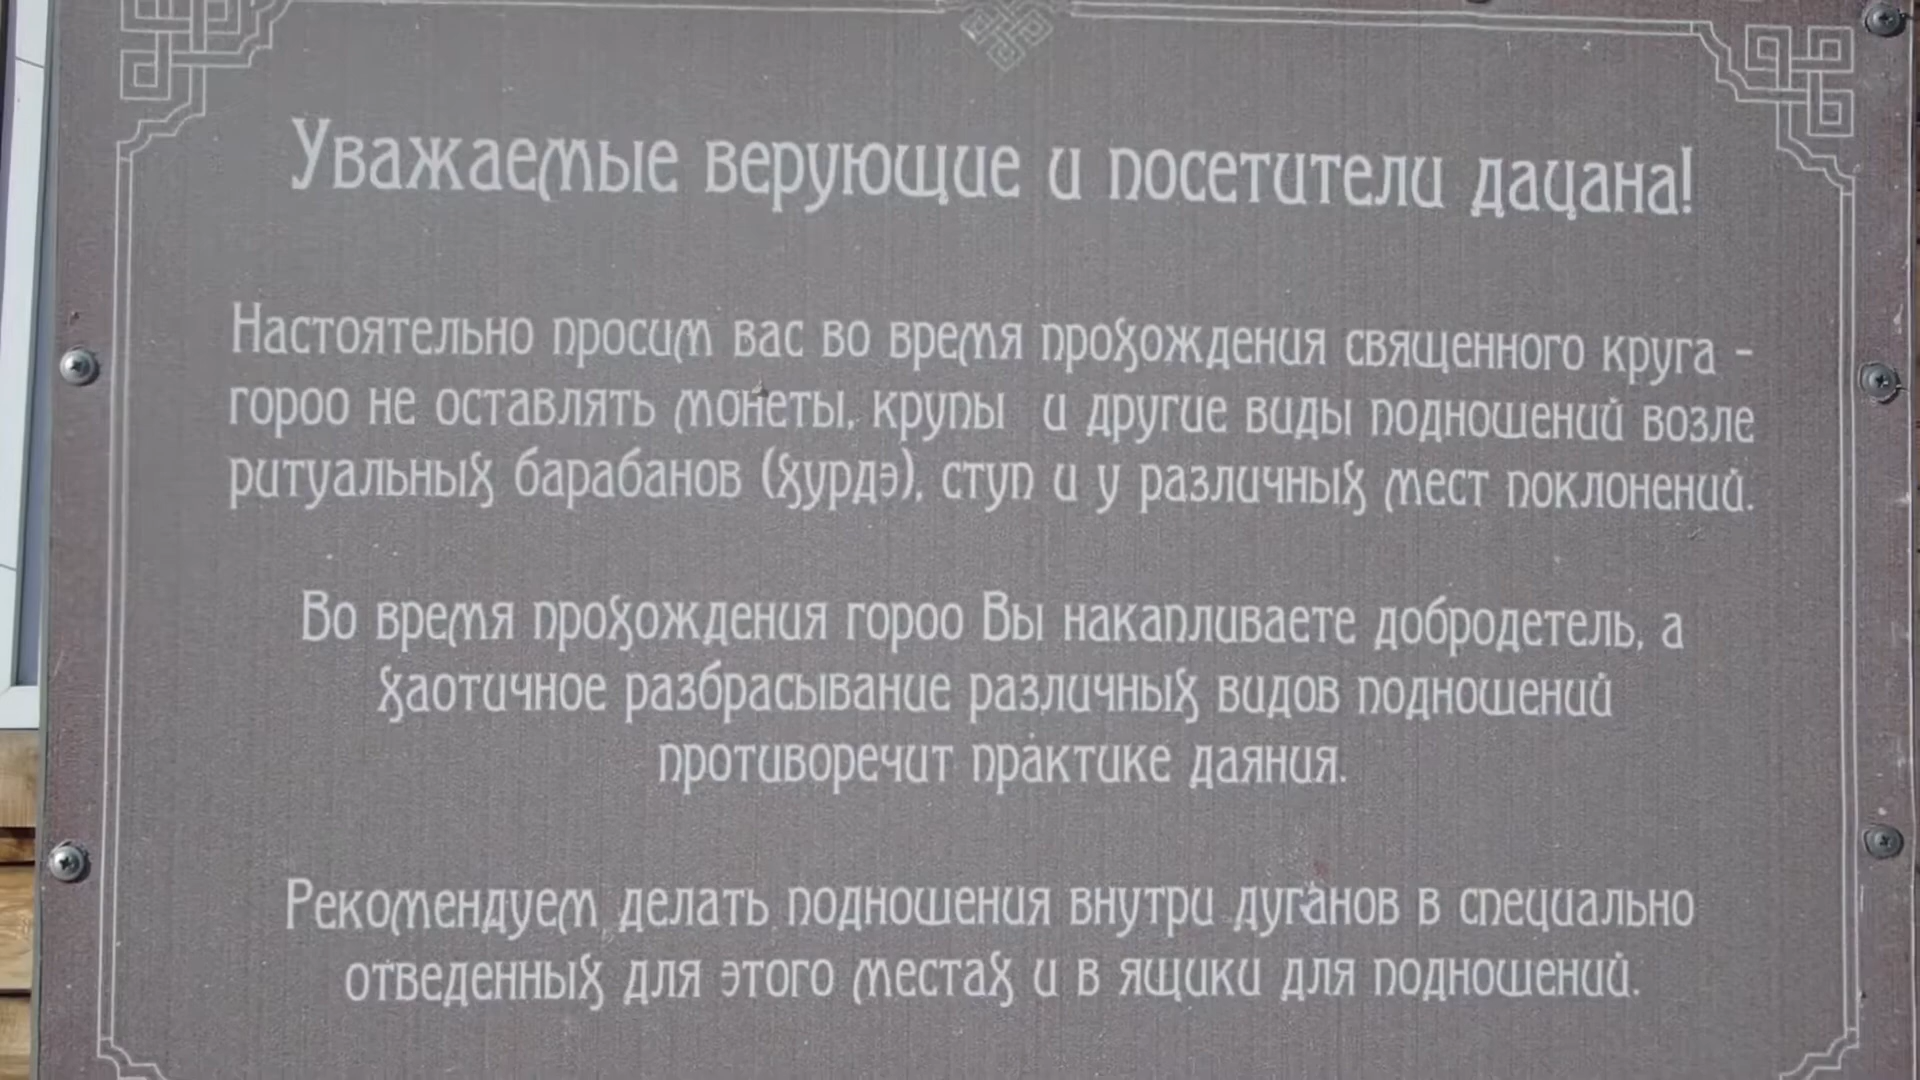 Уважаемые верующие и посетители дацана!
Настоятельно просим вас во время прохождения священного круга -
гороо не оставлять монеты, крупы и другие виды подношений возле
ритуальных барабанов (хурдэ), ступ и у различных мест поклонений.
Во время прохождения гороо Вы накапливаете добродетель, а
хаотичное разбрасывание различных видов подношений
противоречит практике даяния.
Рекомендуем делать подношения внутри дуганов в специально
отведенных для этого местах и в ящики для подношений.